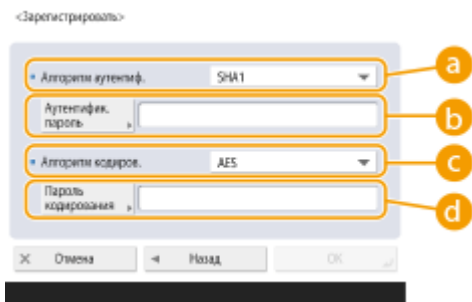 <Зарегистрировать>
Алгоритм аутентиф.
SHA1
a
Аутентифик.
пароль
b
Алгоритм кодиров.
AES
c
Пароль
кодирования
d
Отмена
Назад
OK